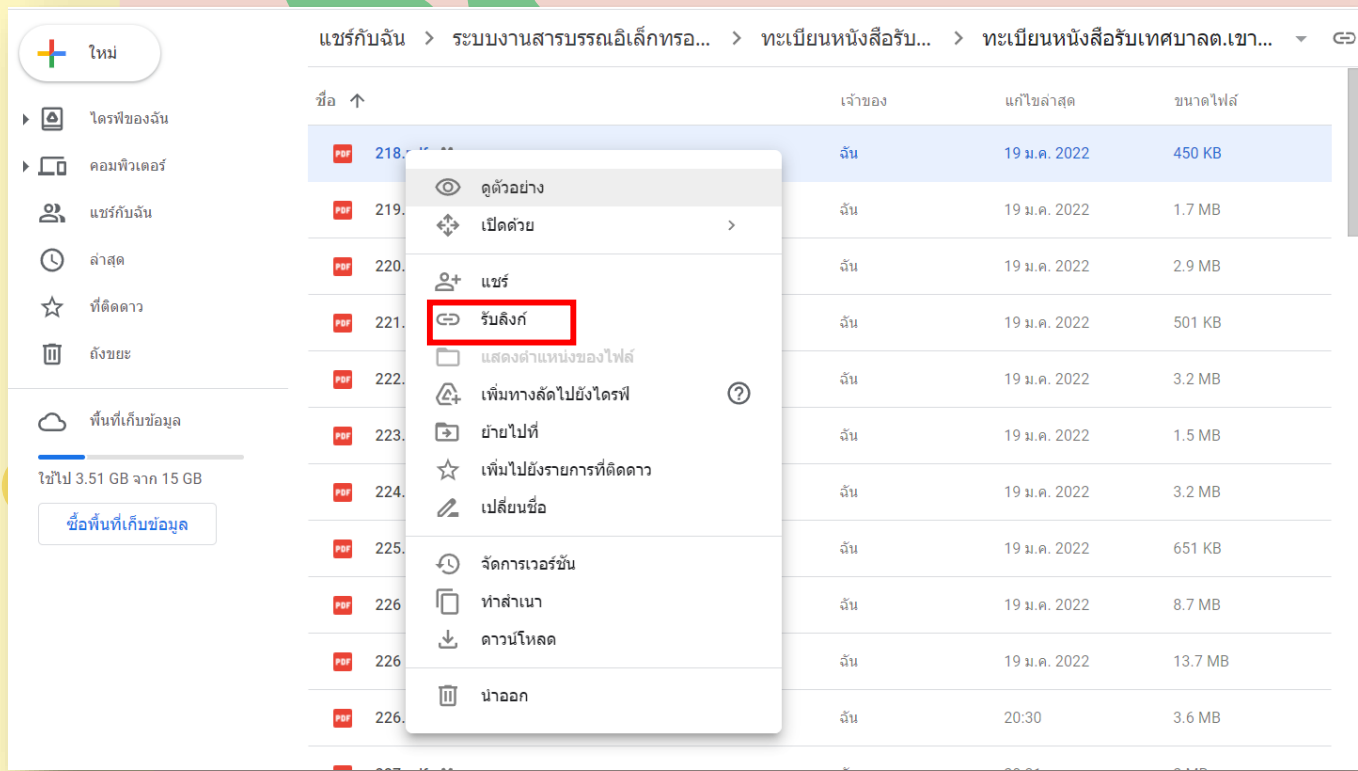 ใหม่
แชร์กับฉัน > ระบบงานสารบรรณอิเล็กทรอ... > ทะเบียนหนังสือรับ... > ทะเบียนหนังสือรับเทศบาลต.เขา...
ชื่อ เจ้าของ แก้ไขล่าสุด ขนาดไฟล์
ไดรฟ์ของฉัน
คอมพิวเตอร์
แชร์กับฉัน
ล่าสุด
ที่ติดดาว
ถังขยะ
พื้นที่เก็บข้อมูล
ใช้ไป 3.51 GB จาก 15 GB
ซื้อพื้นที่เก็บข้อมูล
PDF 218. ฉัน 19 ม.ค. 2022 450 KB
PDF 219. ฉัน 19 ม.ค. 2022 1.7 MB
PDF 220. ฉัน 19 ม.ค. 2022 2.9 MB
PDF 221. ฉัน 19 ม.ค. 2022 501 KB
PDF 222. ฉัน 19 ม.ค. 2022 3.2 MB
PDF 223. ฉัน 19 ม.ค. 2022 1.5 MB
PDF 224. ฉัน 19 ม.ค. 2022 3.2 MB
PDF 225. ฉัน 19 ม.ค. 2022 651 KB
PDF 226 ฉัน 19 ม.ค. 2022 8.7 MB
PDF 226 ฉัน 19 ม.ค. 2022 13.7 MB
PDF 226. ฉัน 20:30 3.6 MB
ดูตัวอย่าง
เปิดด้วย
แชร์
รับลิงก์
แสดงตำแหน่งของไฟล์
เพิ่มทางลัดไปยังไดรฟ์
ย้ายไปที่
เพิ่มไปยังรายการที่ติดดาว
เปลี่ยนชื่อ
จัดการเวอร์ชัน
ทำสำเนา
ดาวน์โหลด
นำออก